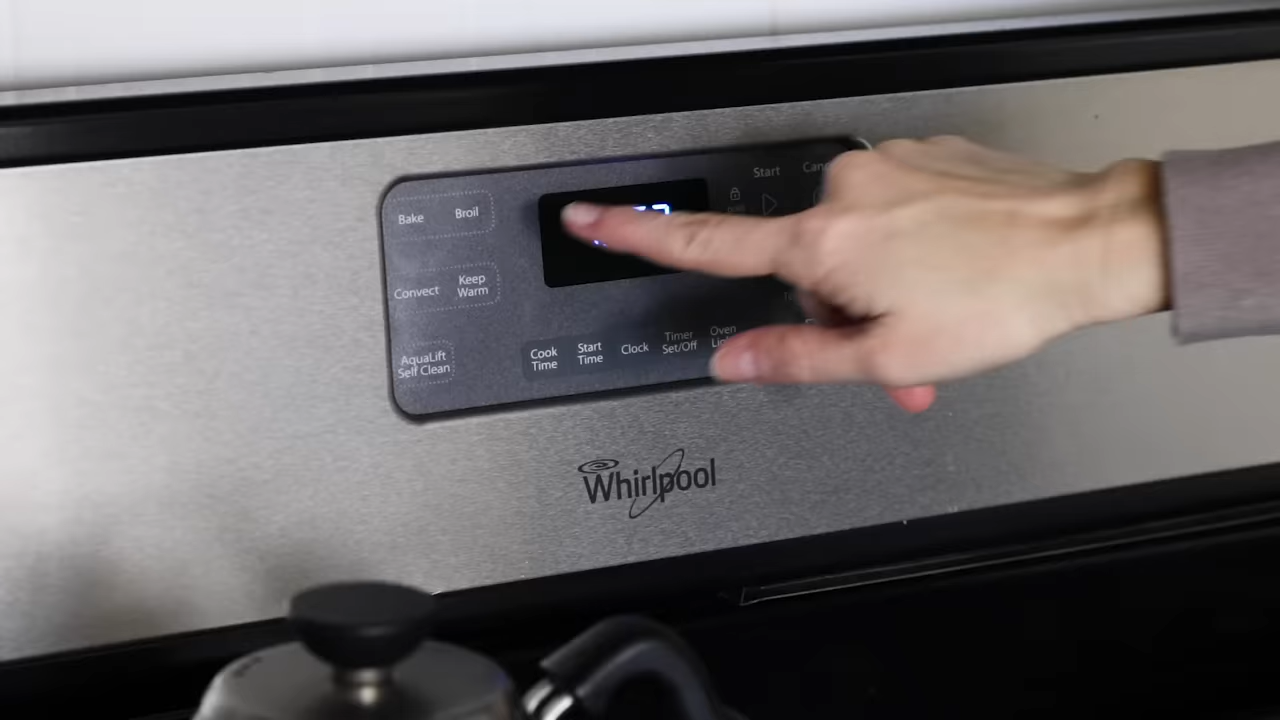 Bake Broil
Start
Convect Keep Warm
AquaLift Self Clean
Cook Time Start Time Clock Timer Set/Off Oven
Whirlpool